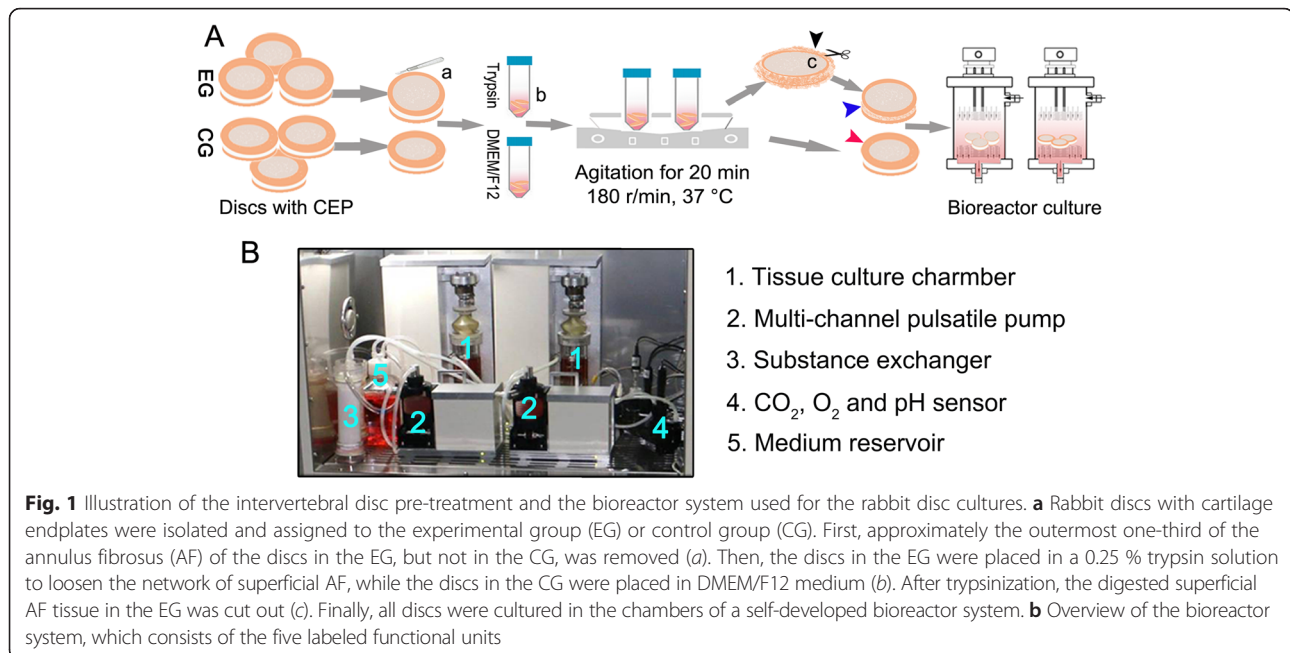 A
EG
CG
a
Trypsin
b
DMEM/F12
c
Discs with CEP
Agitation for 20 min
180 r/min, 37 °C
Bioreactor culture
B
1
1
2
2
3
4
5
1. Tissue culture charmber
2. Multi-channel pulsatile pump
3. Substance exchanger
4. CO₂, O₂ and pH sensor
5. Medium reservoir
Fig. 1 Illustration of the intervertebral disc pre-treatment and the bioreactor system used for the rabbit disc cultures. a Rabbit discs with cartilage
endplates were isolated and assigned to the experimental group (EG) or control group (CG). First, approximately the outermost one-third of the
annulus fibrosus (AF) of the discs in the EG, but not in the CG, was removed (a). Then, the discs in the EG were placed in a 0.25 % trypsin solution
to loosen the network of superficial AF, while the discs in the CG were placed in DMEM/F12 medium (b). After trypsinization, the digested superficial
AF tissue in the EG was cut out (c). Finally, all discs were cultured in the chambers of a self-developed bioreactor system. b Overview of the bioreactor
system, which consists of the five labeled functional units